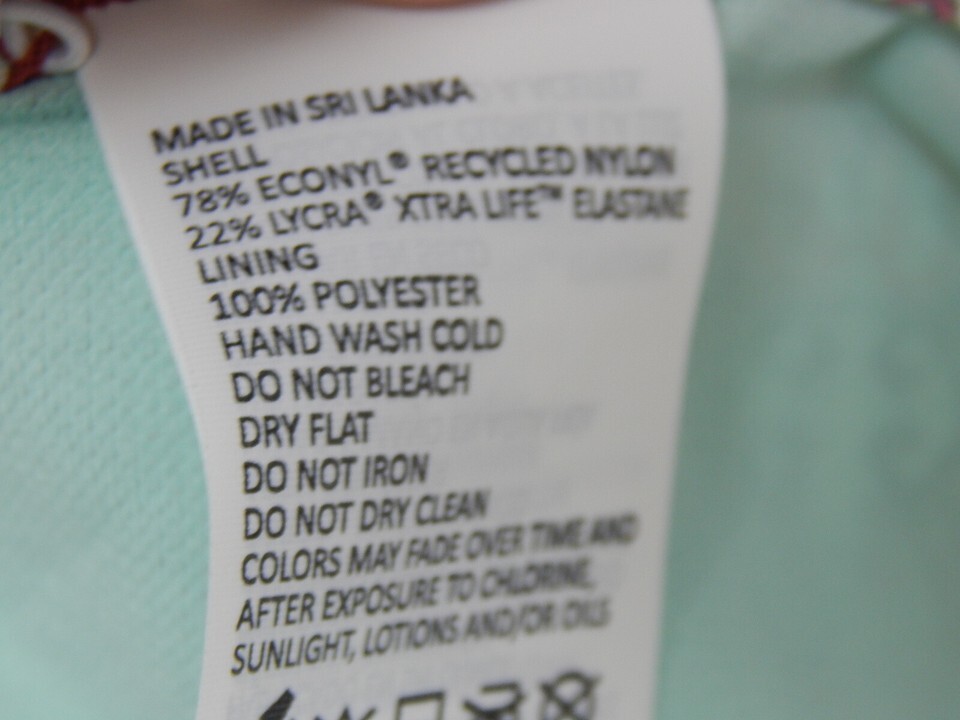 MADE IN SRI LANKA
SHELL
78% ECONYL® RECYCLED NYLON
22% LYCRA® XTRA LIFE™ ELASTANE
LINING
100% POLYESTER
HAND WASH COLD
DO NOT BLEACH
DRY FLAT
DO NOT IRON
DO NOT DRY CLEAN
COLORS MAY FADE OVER TIME AND
AFTER EXPOSURE TO CHLORINE,
SUNLIGHT, LOTIONS AND/OR OILS